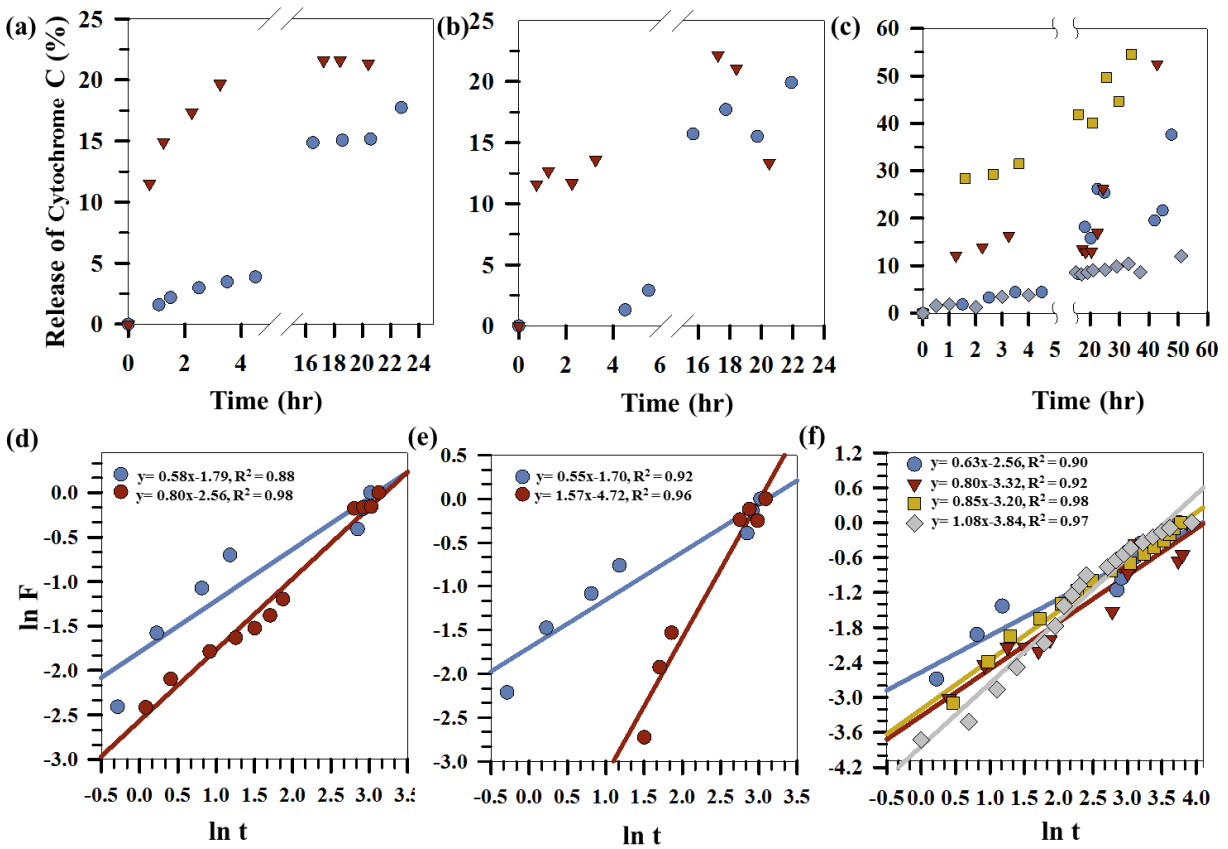 (a)
(b)
(c)
Release of Cytochrome C (%)
25
20
15
10
5
0
0 2 4 16 18 20 22 24
Time (hr)
25
20
15
10
5
0
0 2 4 6 16 18 20 22 24
Time (hr)
60
50
40
30
20
10
0
0 1 2 3 4 5 20 30 40 50 60
Time (hr)
(d)
(e)
(f)
ln F
y= 0.58x-1.79, R² = 0.88
y= 0.80x-2.56, R² = 0.98
0.0
-0.5
-1.0
-1.5
-2.0
-2.5
-3.0
-0.5 0.0 0.5 1.0 1.5 2.0 2.5 3.0 3.5
ln t
y= 0.55x-1.70, R² = 0.92
y= 1.57x-4.72, R² = 0.96
0.5
0.0
-0.5
-1.0
-1.5
-2.0
-2.5
-3.0
-0.5 0.0 0.5 1.0 1.5 2.0 2.5 3.0 3.5
ln t
y= 0.63x-2.56, R² = 0.90
y= 0.80x-3.32, R² = 0.92
y= 0.85x-3.20, R² = 0.98
y= 1.08x-3.84, R² = 0.97
1.2
0.6
0.0
-0.6
-1.2
-1.8
-2.4
-3.0
-3.6
-4.2
-0.5 0.0 0.5 1.0 1.5 2.0 2.5 3.0 3.5 4.0
ln t